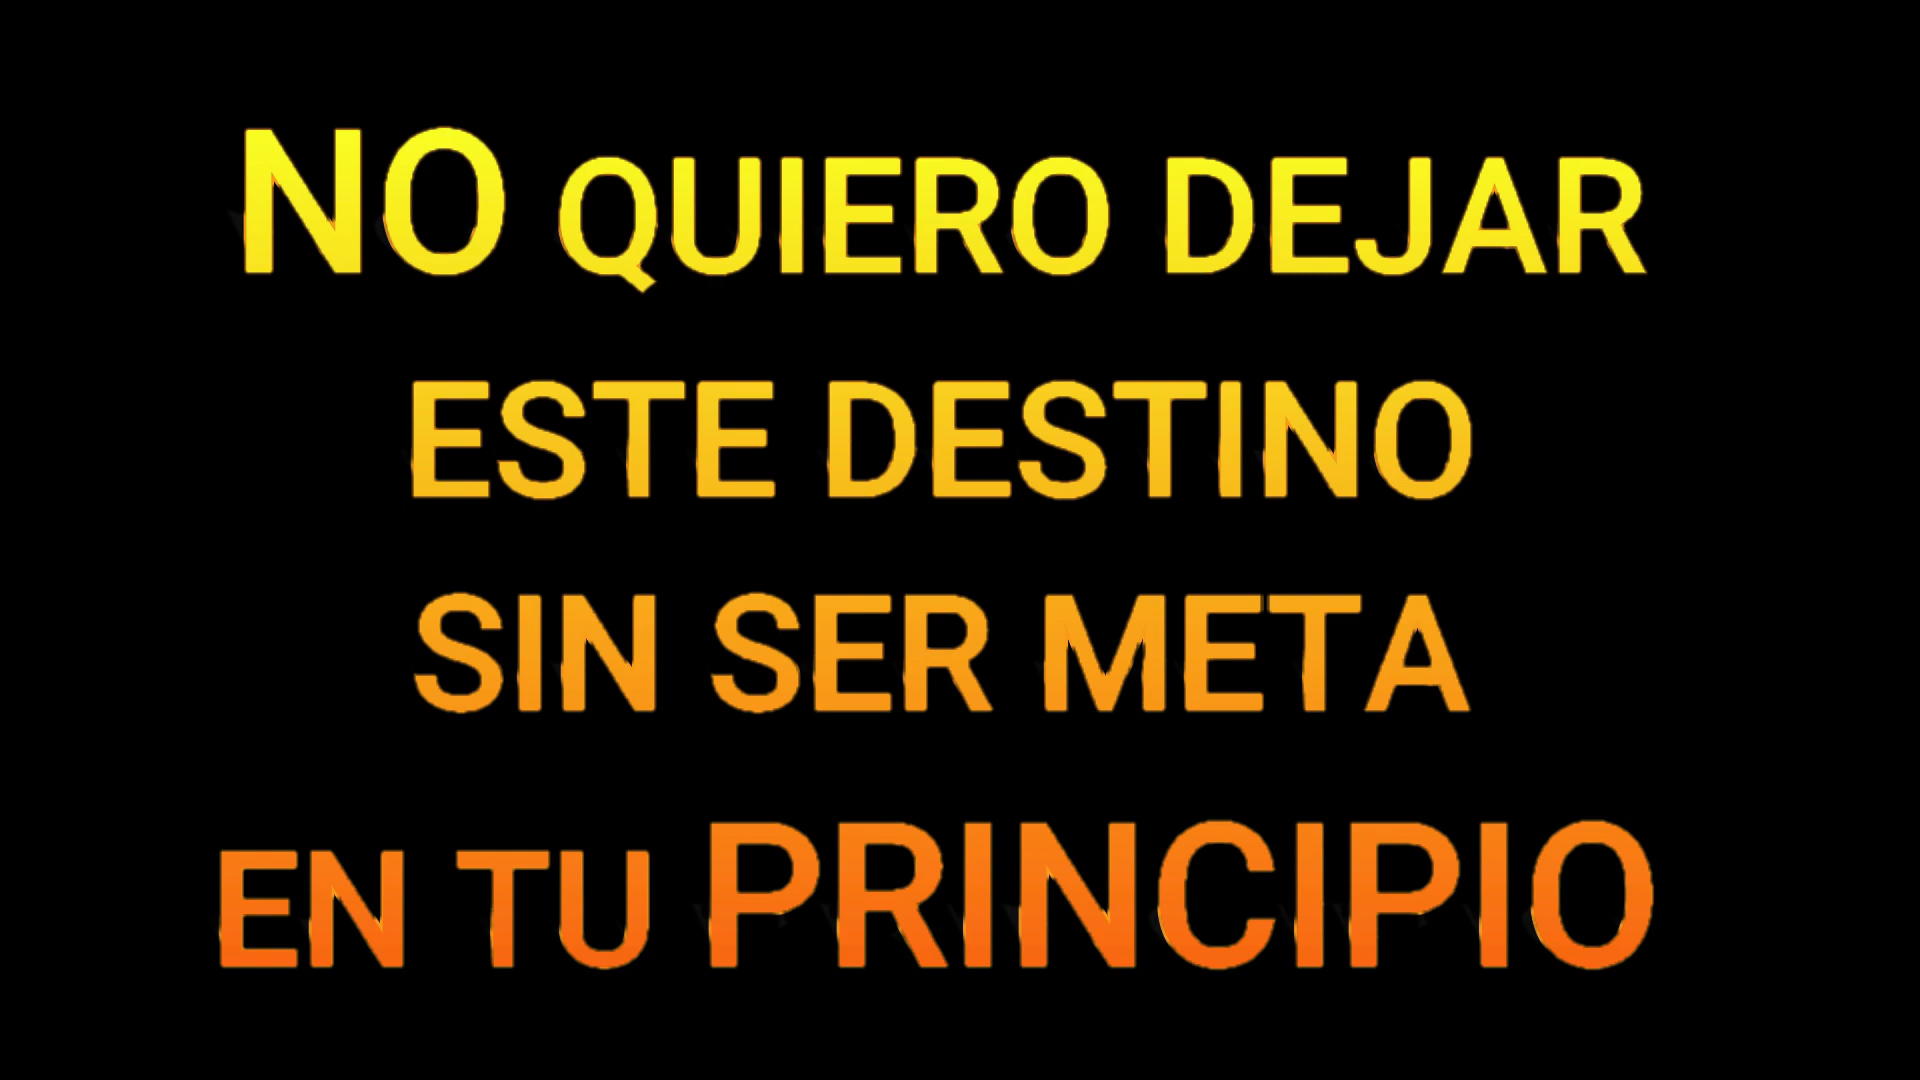 NO QUIERO DEJAR
ESTE DESTINO
SIN SER META
EN TU PRINCIPIO